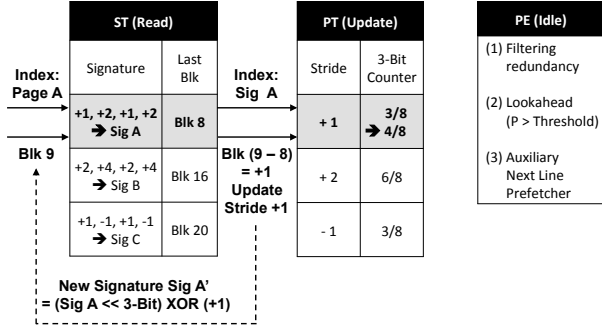 ST (Read)
Signature
Last
Blk
+1, +2, +1, +2
➔ Sig A
Blk 8
+2, +4, +2, +4
➔ Sig B
Blk 16
+1, -1, +1, -1
➔ Sig C
Blk 20
Index:
Page A
Blk 9
Index:
Sig A
Blk (9 – 8)
= +1
Update
Stride +1
PT (Update)
Stride
3-Bit
Counter
+ 1
3/8
➔ 4/8
+ 2
6/8
- 1
3/8
PE (Idle)
(1) Filtering
redundancy
(2) Lookahead
(P > Threshold)
(3) Auxiliary
Next Line
Prefetcher
New Signature Sig A’
= (Sig A << 3-Bit) XOR (+1)